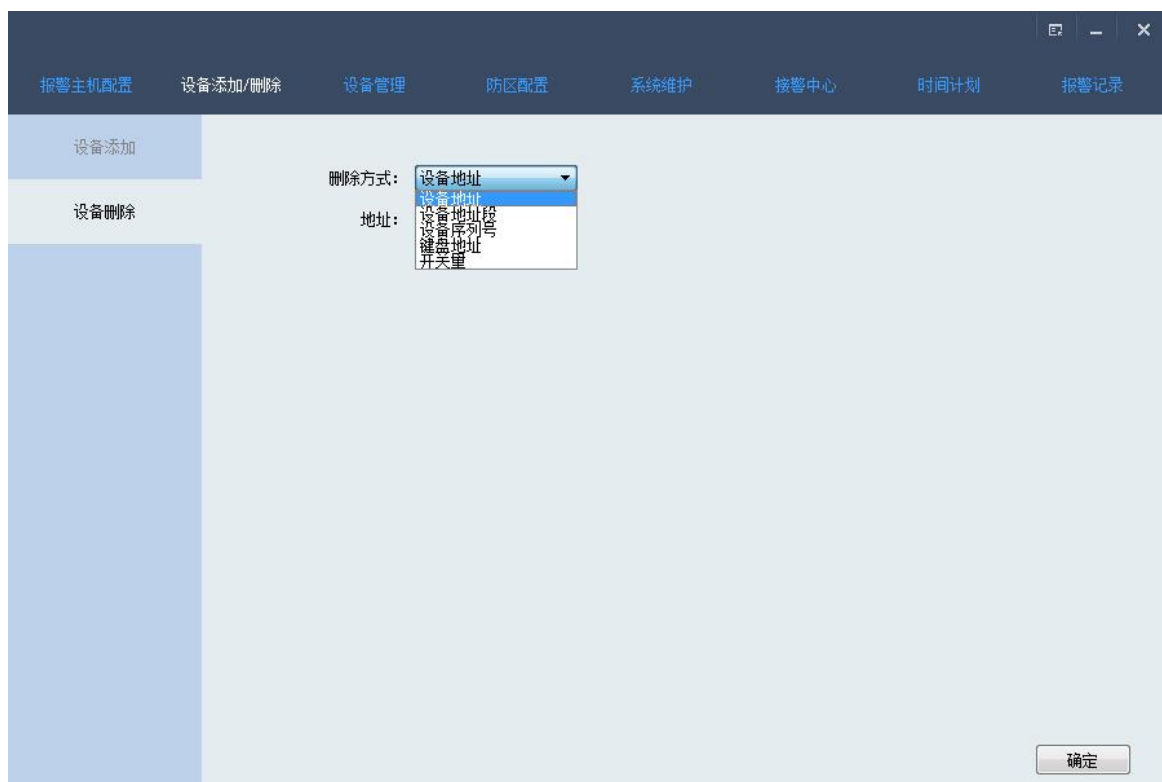 报警主机配置 设备添加/删除 设备管理 防区配置 系统维护 接警中心 时间计划 报警记录
设备添加
删除方式： 设备地址
设备地址
设备删除
地址： 设备地址段
设备序列号
键盘地址
开关量
确定